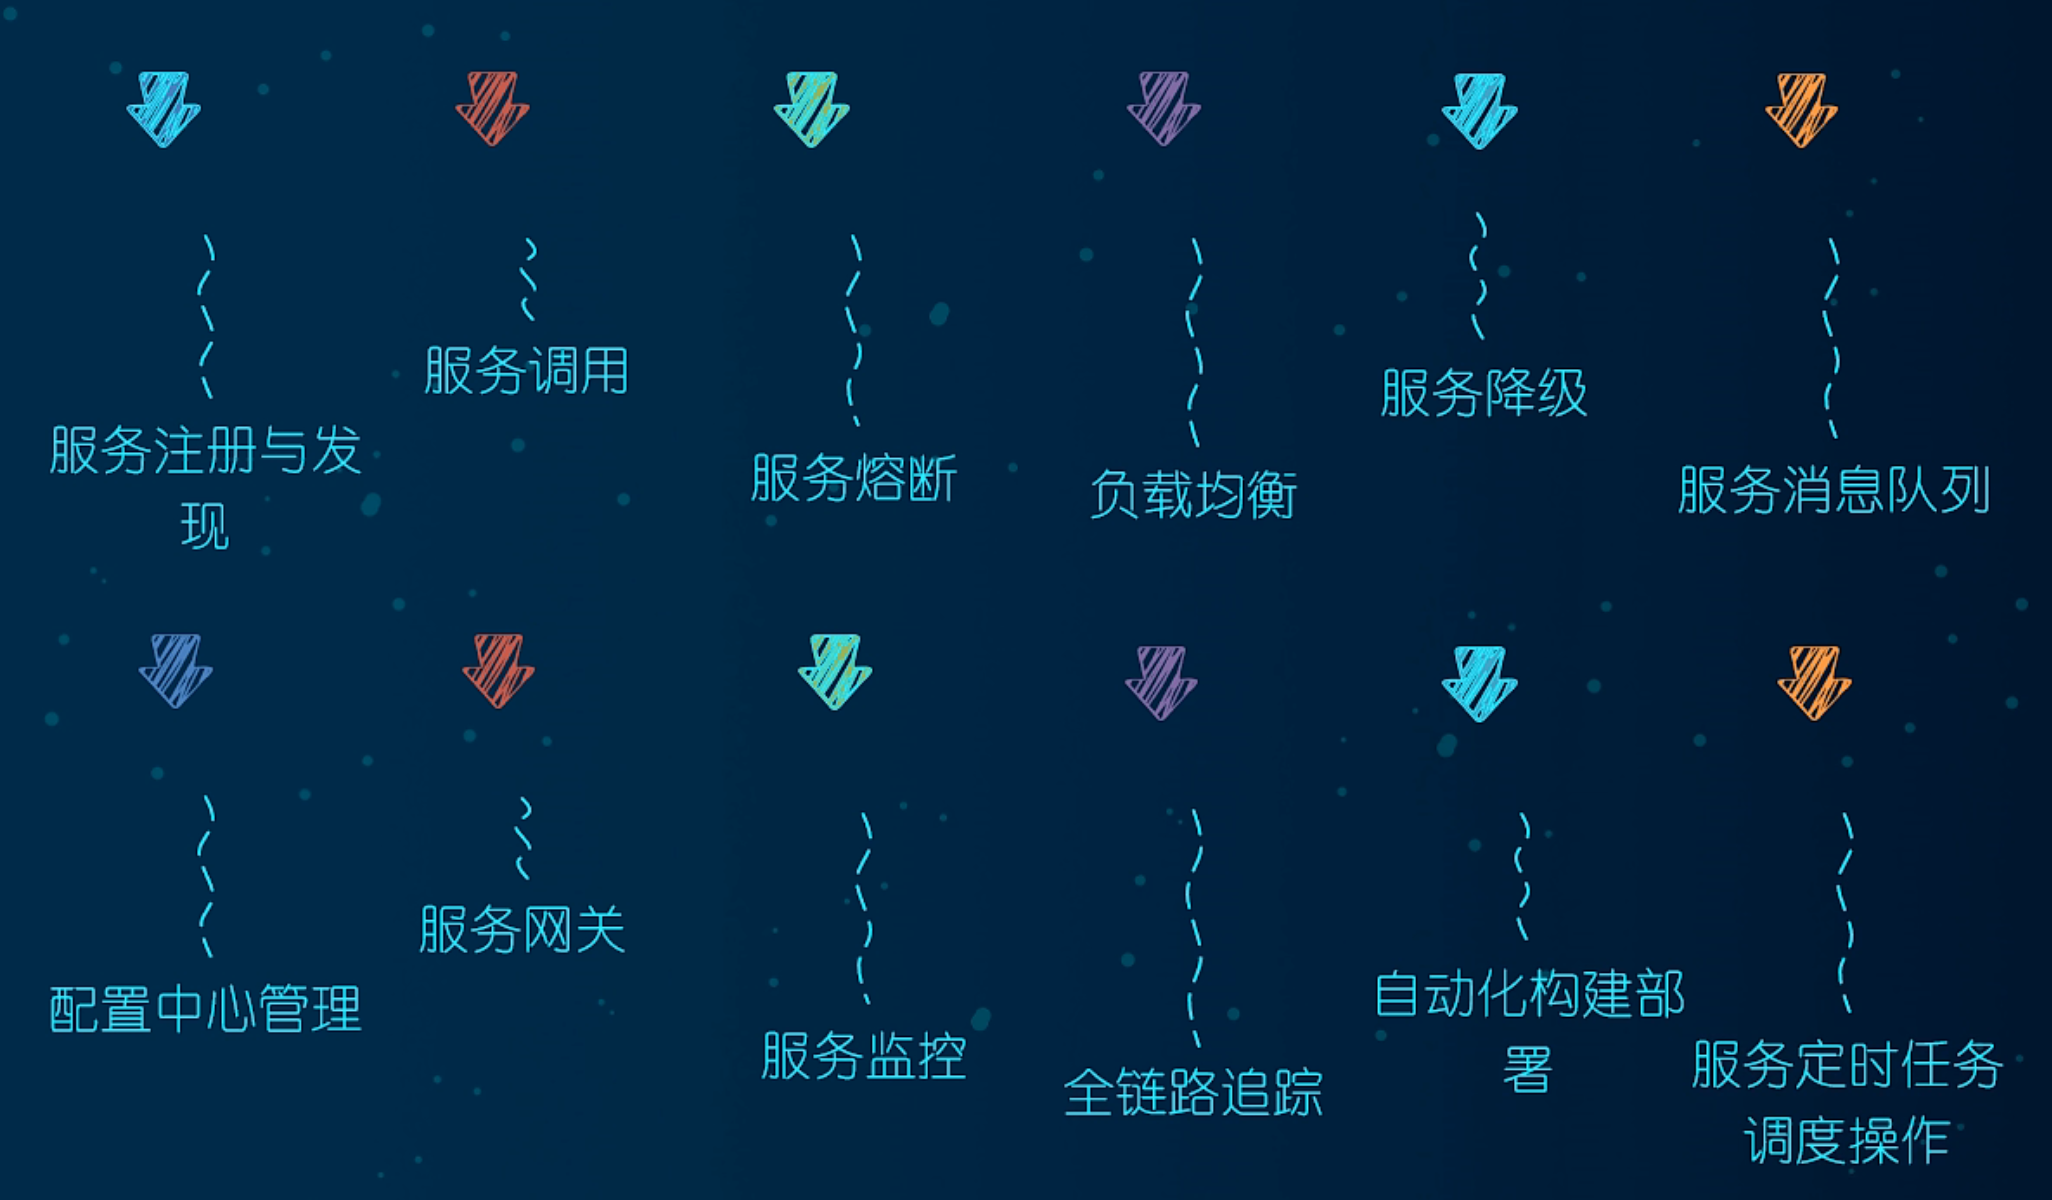 服务注册与发
现
服务调用
服务熔断
负载均衡
服务降级
服务消息队列
配置中心管理
服务网关
服务监控
全链路追踪
自动化构建部
署
服务定时任务
调度操作